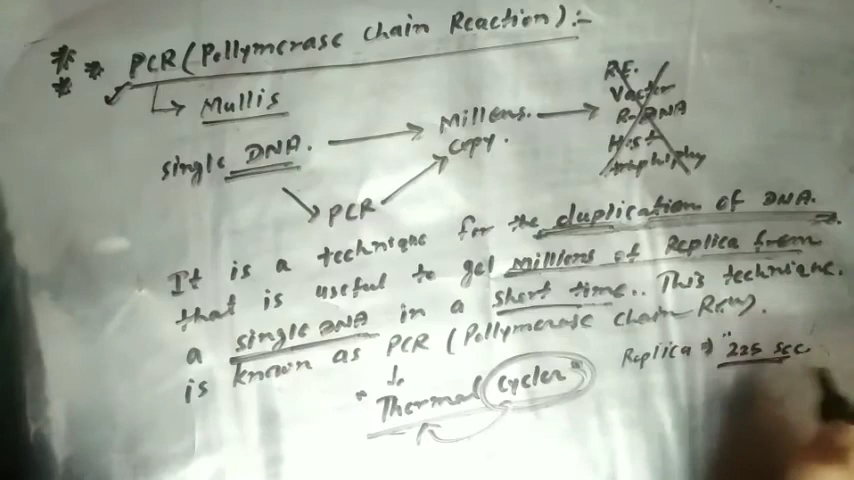 * * * PCR (Pollymerase chain Reaction):-
→ Mullis
single DNA. → Millens. Copy. →
R.E.
Vector
R-DNA
Host
→ PCR
It is a technique for the duplication of DNA.
that is useful to get millions of Replica from
a single DNA in a short time.. This technique.
is known as PCR (Pollymerase chain Rxn).
Replica → "225 sec.
"Thermal Cycler"